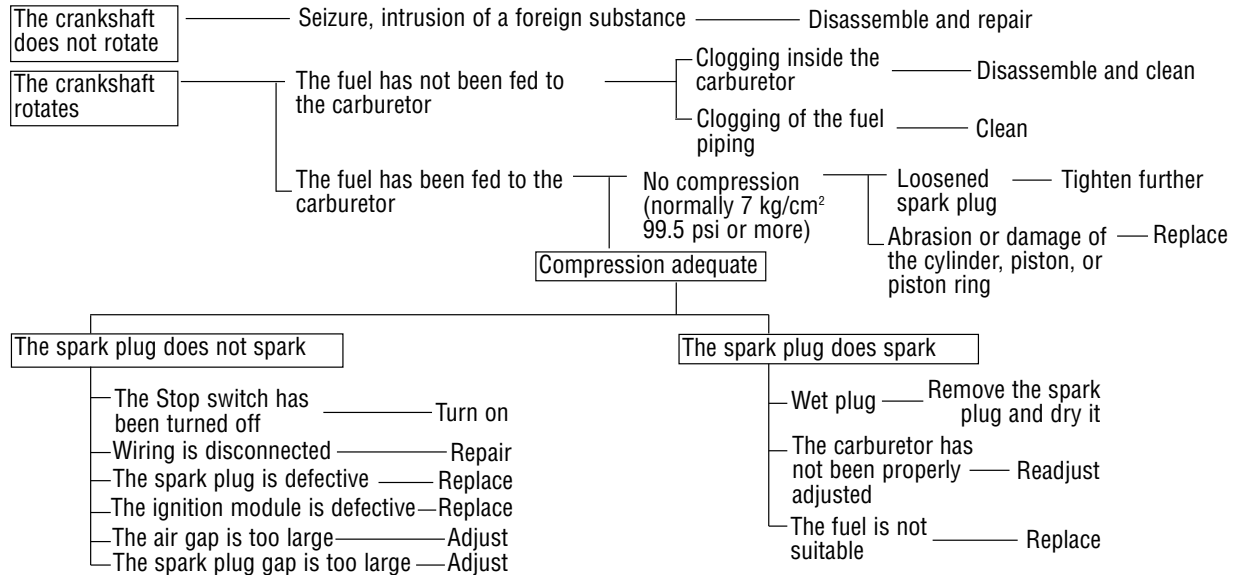 The crankshaft
does not rotate
Seizure, intrusion of a foreign substance
Disassemble and repair
The crankshaft
rotates
The fuel has not been fed to
the carburetor
Clogging inside the
carburetor
Disassemble and clean
Clogging of the fuel
piping
Clean
The fuel has been fed to the
carburetor
No compression
(normally 7 kg/cm²
99.5 psi or more)
Loosened
spark plug
Tighten further
Abrasion or damage of
the cylinder, piston, or
piston ring
Replace
Compression adequate
The spark plug does not spark
The Stop switch has
been turned off
Turn on
Wiring is disconnected
Repair
The spark plug is defective
Replace
The ignition module is defective
Replace
The air gap is too large
Adjust
The spark plug gap is too large
Adjust
The spark plug does spark
Wet plug
Remove the spark
plug and dry it
The carburetor has
not been properly
adjusted
Readjust
The fuel is not
suitable
Replace